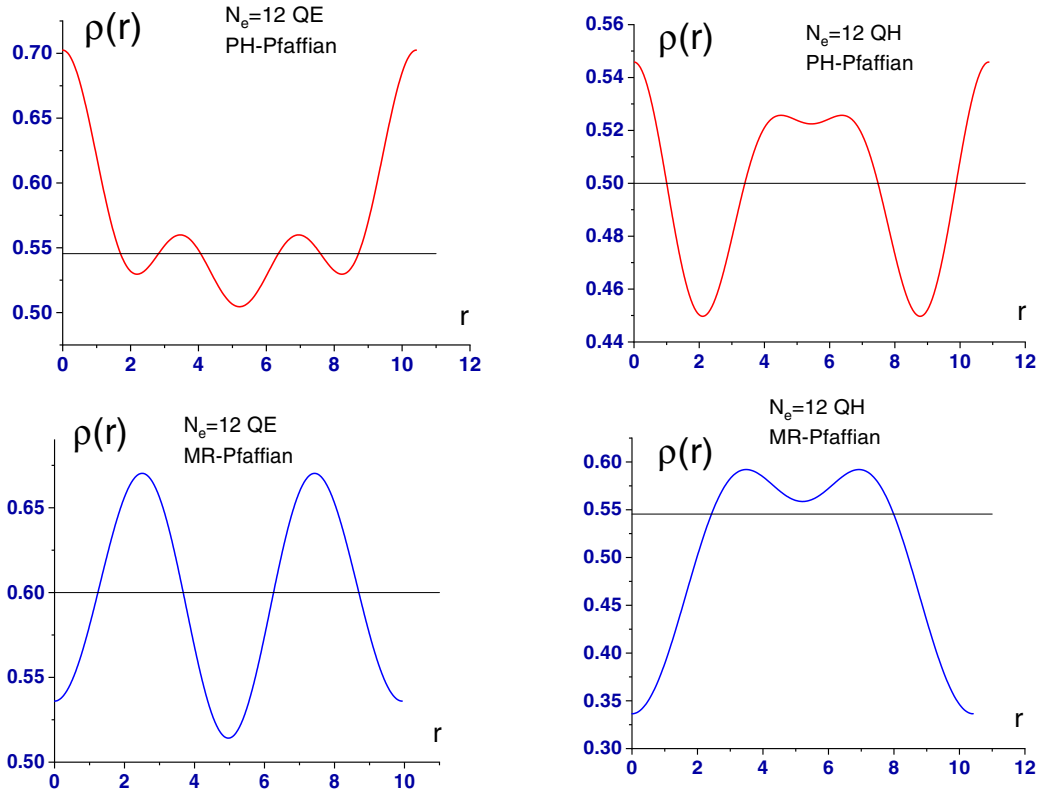 ρ(r)
N_e=12 QE
PH-Pfaffian
0.70
0.65
0.60
0.55
0.50
r
0 2 4 6 8 10 12
ρ(r)
N_e=12 QH
PH-Pfaffian
0.56
0.54
0.52
0.50
0.48
0.46
0.44
r
0 2 4 6 8 10 12
ρ(r)
N_e=12 QE
MR-Pfaffian
0.65
0.60
0.55
0.50
r
0 2 4 6 8 10
ρ(r)
N_e=12 QH
MR-Pfaffian
0.60
0.55
0.50
0.45
0.40
0.35
0.30
r
0 2 4 6 8 10 12